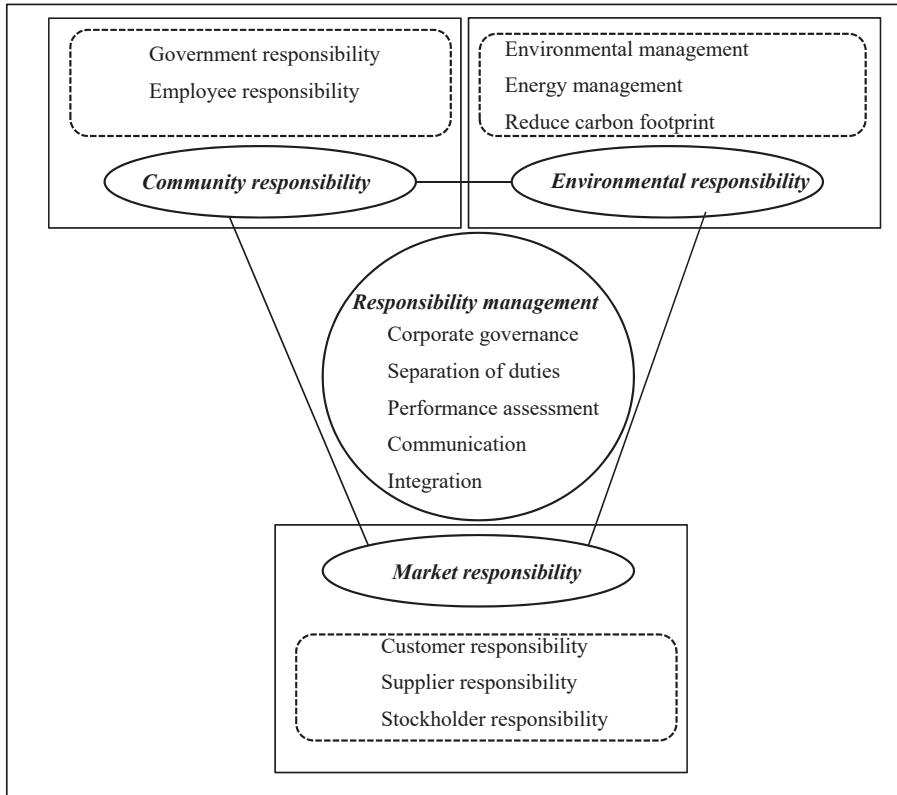 Government responsibility
Employee responsibility
Community responsibility
Environmental management
Energy management
Reduce carbon footprint
Environmental responsibility
Responsibility management
Corporate governance
Separation of duties
Performance assessment
Communication
Integration
Market responsibility
Customer responsibility
Supplier responsibility
Stockholder responsibility